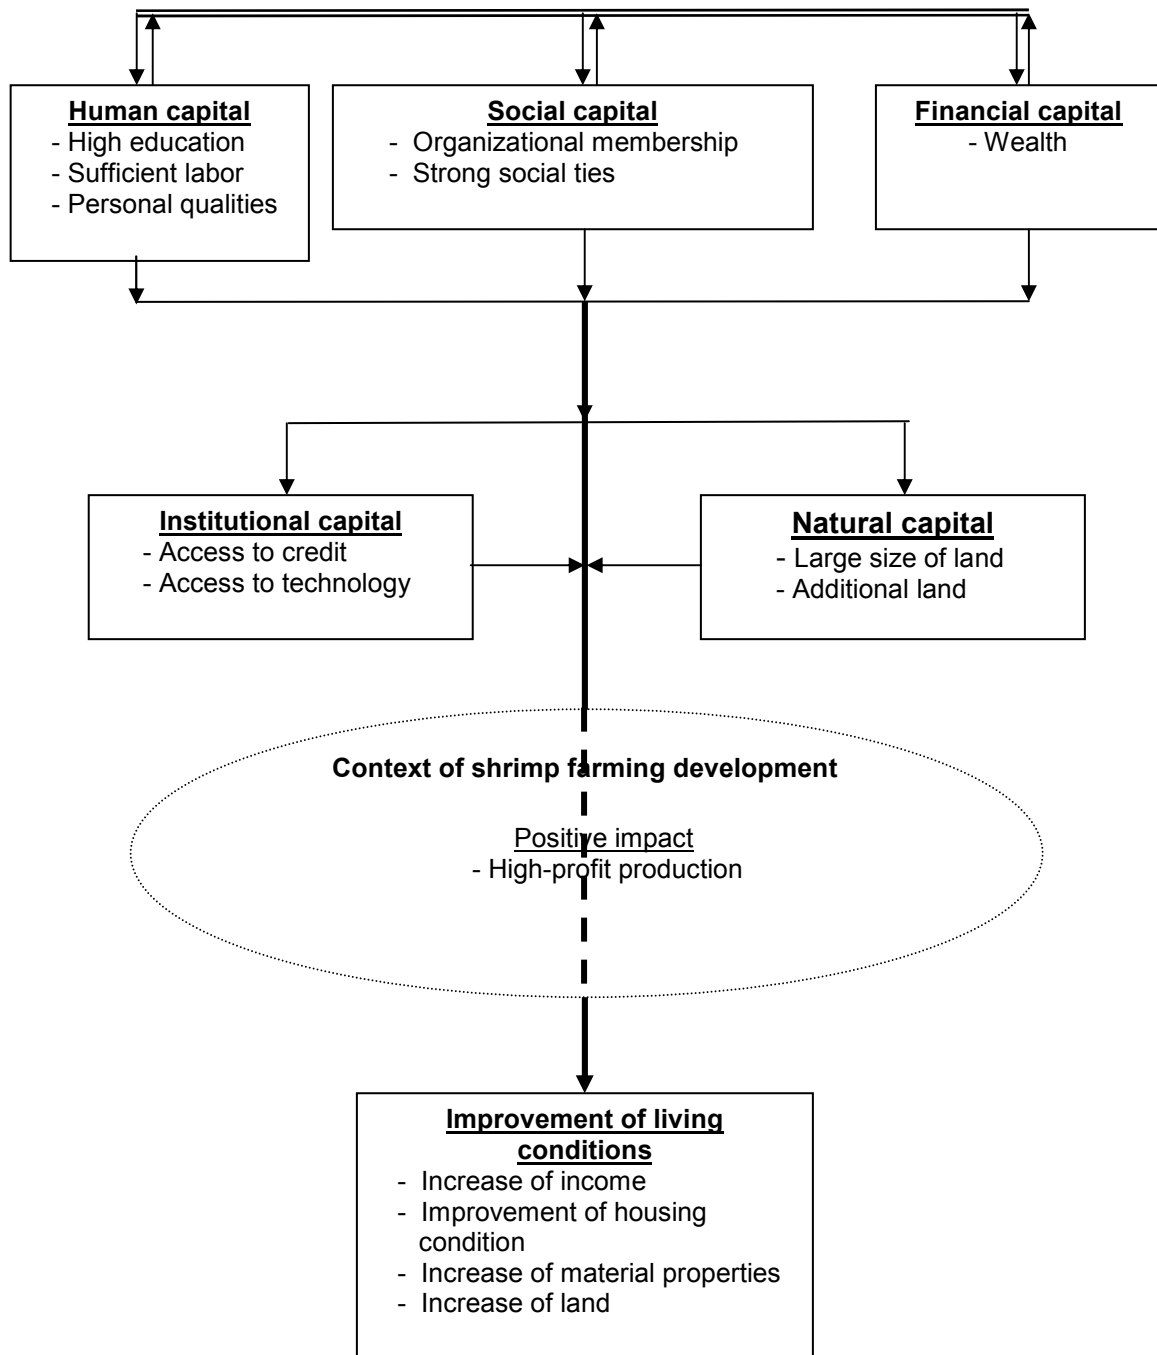 Human capital
- High education
- Sufficient labor
- Personal qualities
Social capital
- Organizational membership
- Strong social ties
Financial capital
- Wealth
Institutional capital
- Access to credit
- Access to technology
Natural capital
- Large size of land
- Additional land
Context of shrimp farming development
Positive impact
- High-profit production
Improvement of living
conditions
- Increase of income
- Improvement of housing
condition
- Increase of material properties
- Increase of land